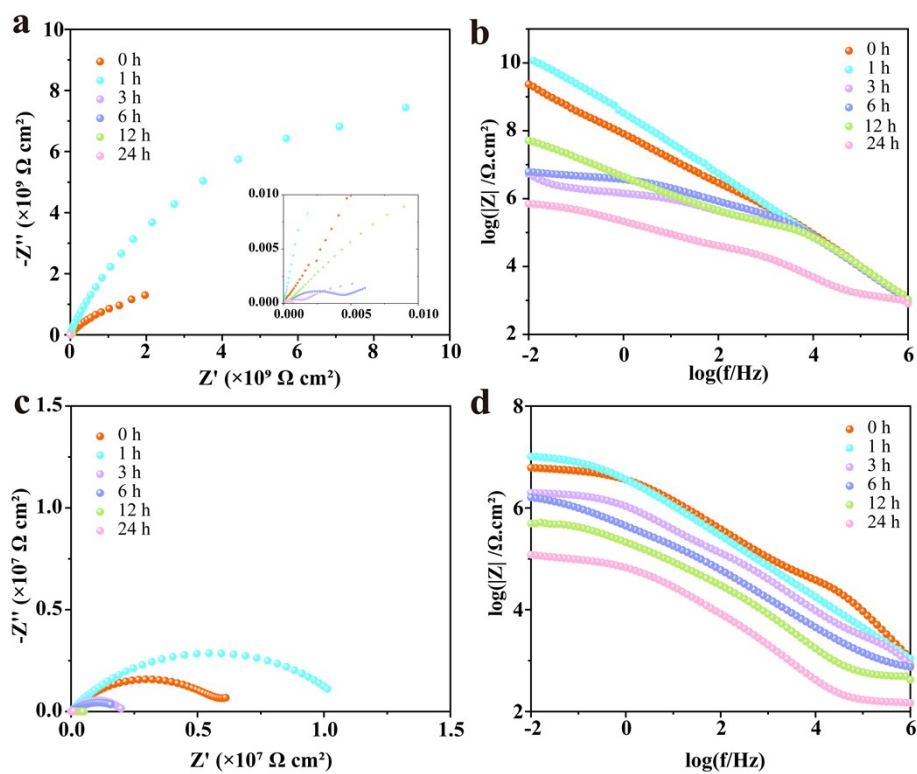 a
-Z'' (×10⁹ Ω cm²)
10
8
6
4
2
0
0 h
1 h
3 h
6 h
12 h
24 h
0.010
0.005
0.000
0.000
0.005
0.010
0
2
4
6
8
10
Z' (×10⁹ Ω cm²)
b
log(|Z| /Ω.cm²)
10
8
6
4
2
0 h
1 h
3 h
6 h
12 h
24 h
-2
0
2
4
6
log(f/Hz)
c
-Z'' (×10⁷ Ω cm²)
1.5
1.0
0.5
0.0
0 h
1 h
3 h
6 h
12 h
24 h
0.0
0.5
1.0
1.5
Z' (×10⁷ Ω cm²)
d
log(|Z| /Ω.cm²)
8
6
4
2
0 h
1 h
3 h
6 h
12 h
24 h
-2
0
2
4
6
log(f/Hz)